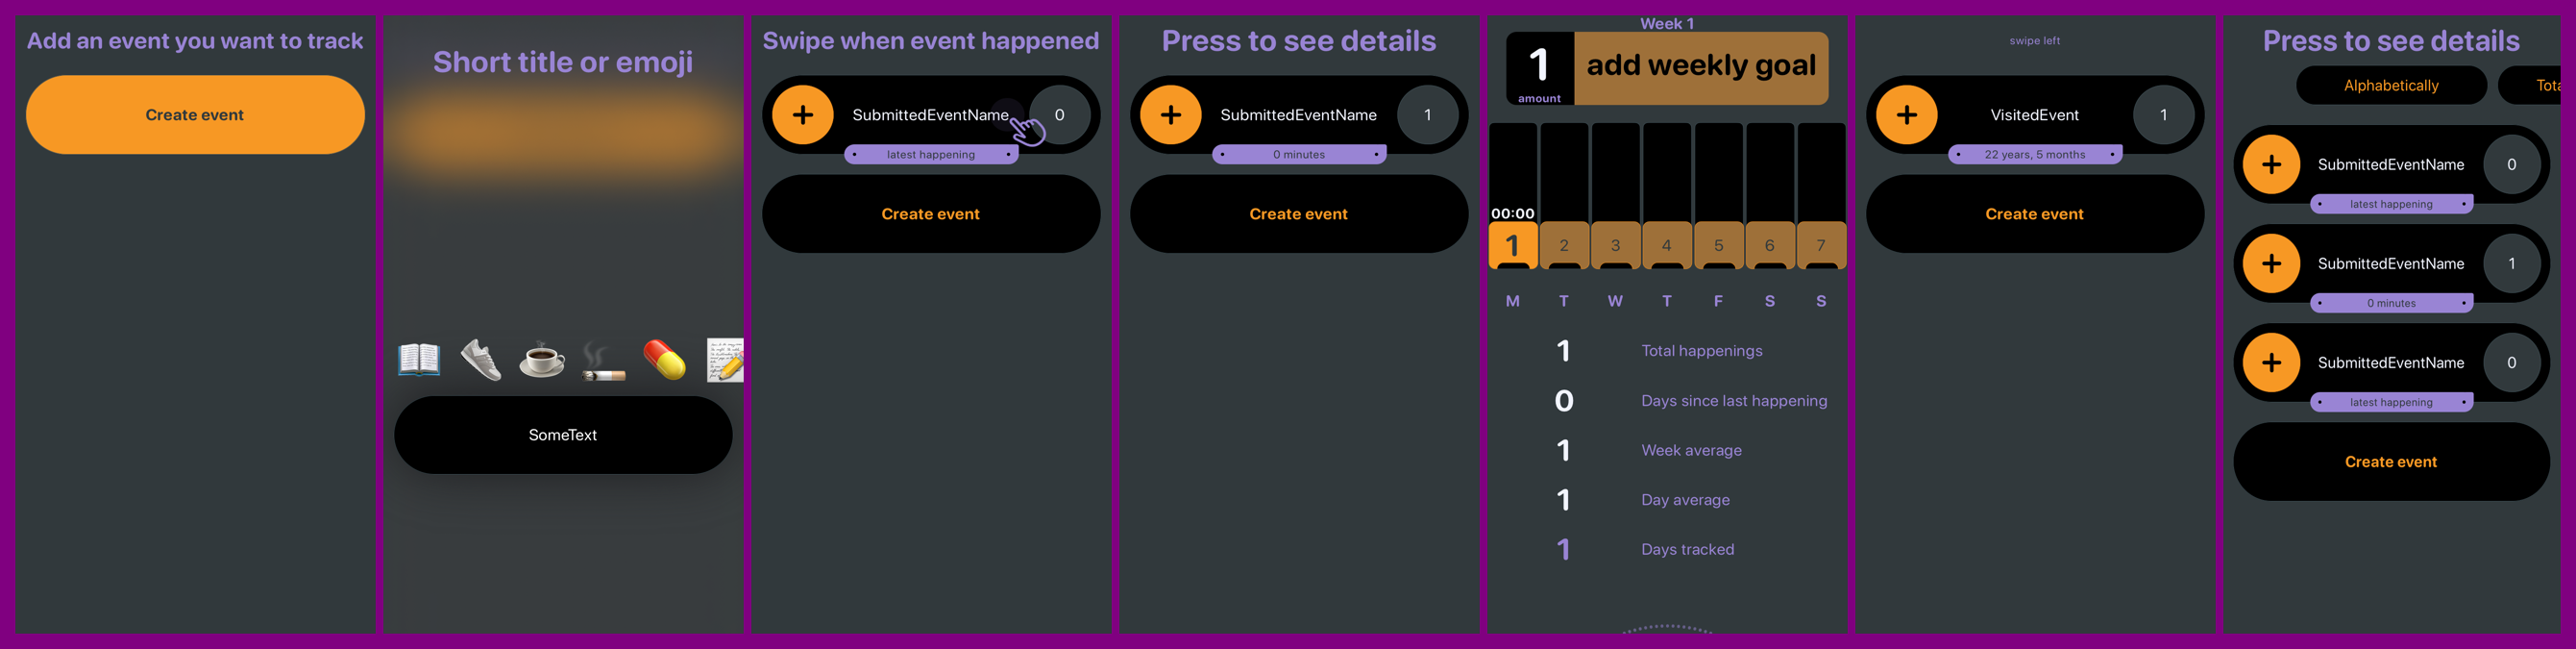 Add an event you want to track
Create event
Short title or emoji
SomeText
Swipe when event happened
+ SubmittedEventName 0
latest happening
Create event
Press to see details
+ SubmittedEventName 1
0 minutes
Create event
Week 1
1 add weekly goal
amount
00:00
1 2 3 4 5 6 7
M T W T F S S
1 Total happenings
0 Days since last happening
1 Week average
1 Day average
1 Days tracked
swipe left
+ VisitedEvent 1
22 years, 5 months
Create event
Press to see details
Alphabetically Tota
+ SubmittedEventName 0
latest happening
+ SubmittedEventName 1
0 minutes
+ SubmittedEventName 0
latest happening
Create event